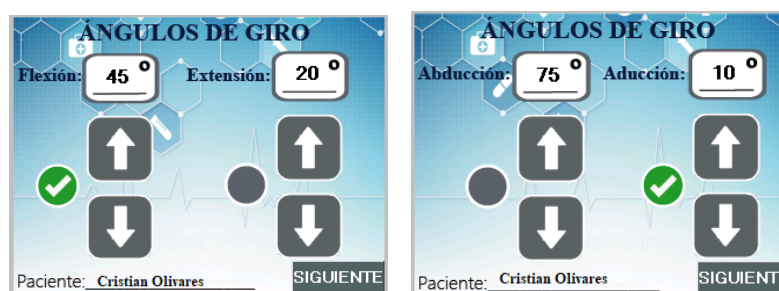 ÁNGULOS DE GIRO
Flexión: 45 º Extensión: 20 º
Paciente: Cristian Olivares SIGUIENTE
ÁNGULOS DE GIRO
Abducción: 75 º Aducción: 10 º
Paciente: Cristian Olivares SIGUIENT